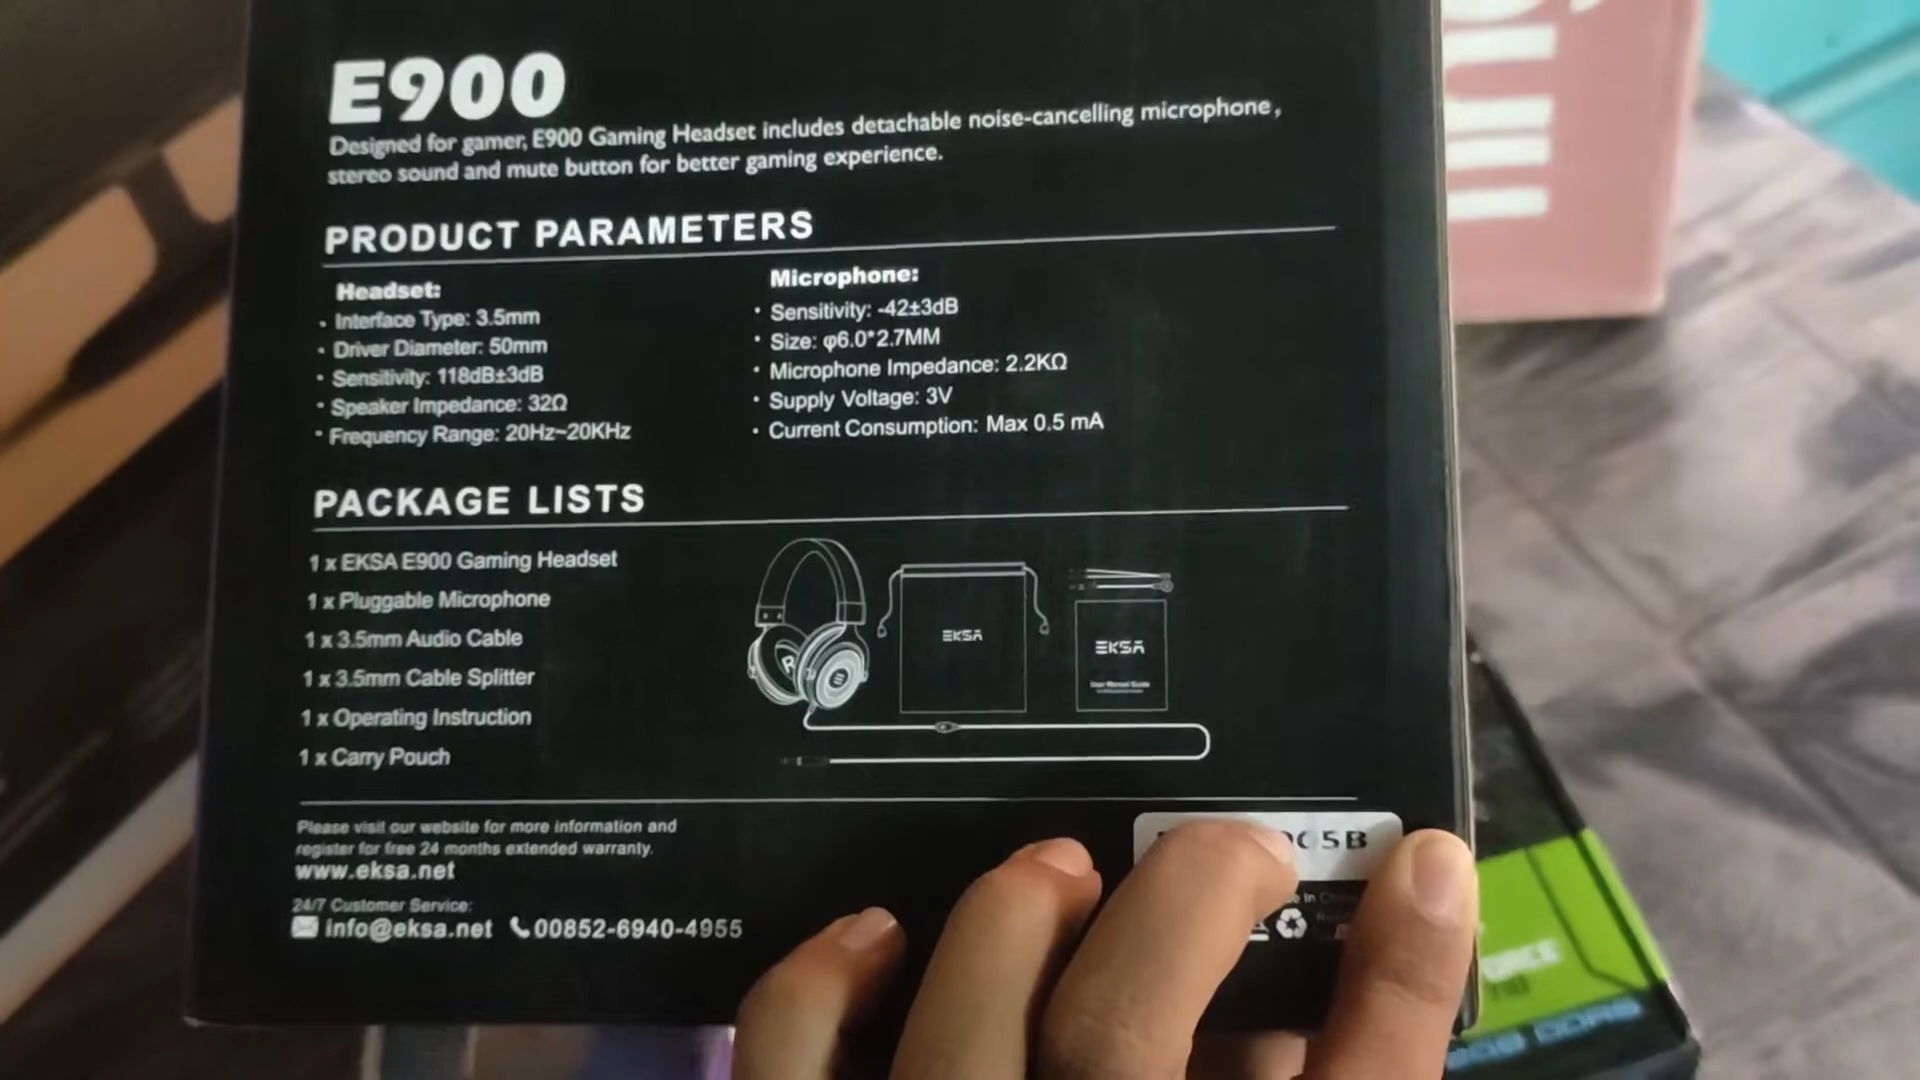 E900
Designed for gamer, E900 Gaming Headset includes detachable noise-cancelling microphone,
stereo sound and mute button for better gaming experience.
PRODUCT PARAMETERS
Headset:
• Interface Type: 3.5mm
• Driver Diameter: 50mm
• Sensitivity: 118dB±3dB
• Speaker Impedance: 32Ω
• Frequency Range: 20Hz~20KHz
Microphone:
• Sensitivity: -42±3dB
• Size: φ6.0*2.7MM
• Microphone Impedance: 2.2KΩ
• Supply Voltage: 3V
• Current Consumption: Max 0.5 mA
PACKAGE LISTS
1 x EKSA E900 Gaming Headset
1 x Pluggable Microphone
1 x 3.5mm Audio Cable
1 x 3.5mm Cable Splitter
1 x Operating Instruction
1 x Carry Pouch
R
EKSA
EKSA
User Manual Guide
Please visit our website for more information and
register for free 24 months extended warranty.
www.eksa.net
24/7 Customer Service:
info@eksa.net 00852-6940-4955
5B
in